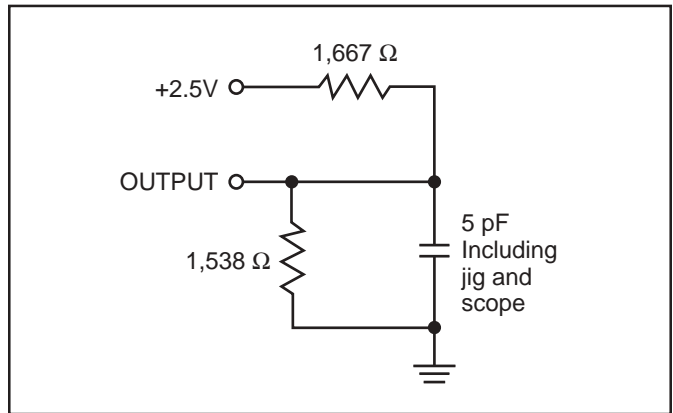 1,667 Ω
+2.5V
OUTPUT
1,538 Ω
5 pF
Including
jig and
scope